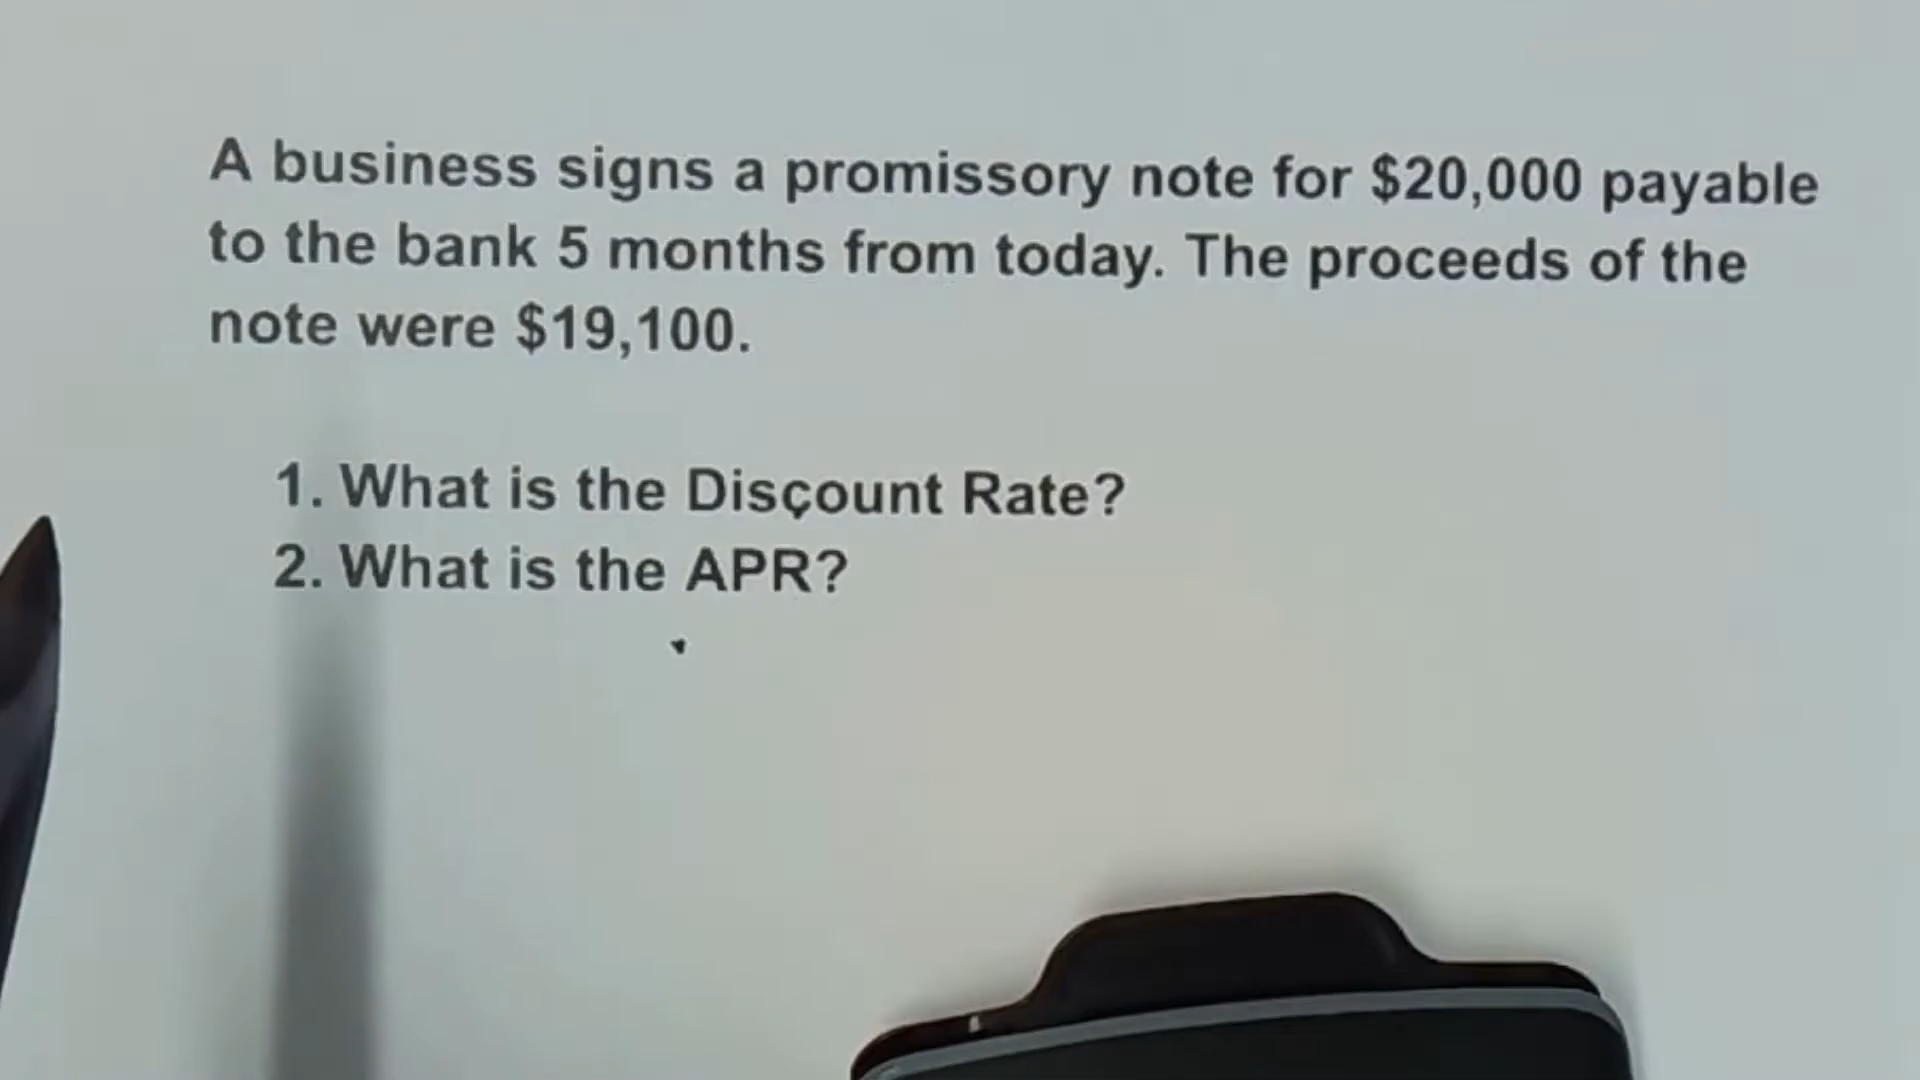 A business signs a promissory note for $20,000 payable
to the bank 5 months from today. The proceeds of the
note were $19,100.
1. What is the Discount Rate?
2. What is the APR?